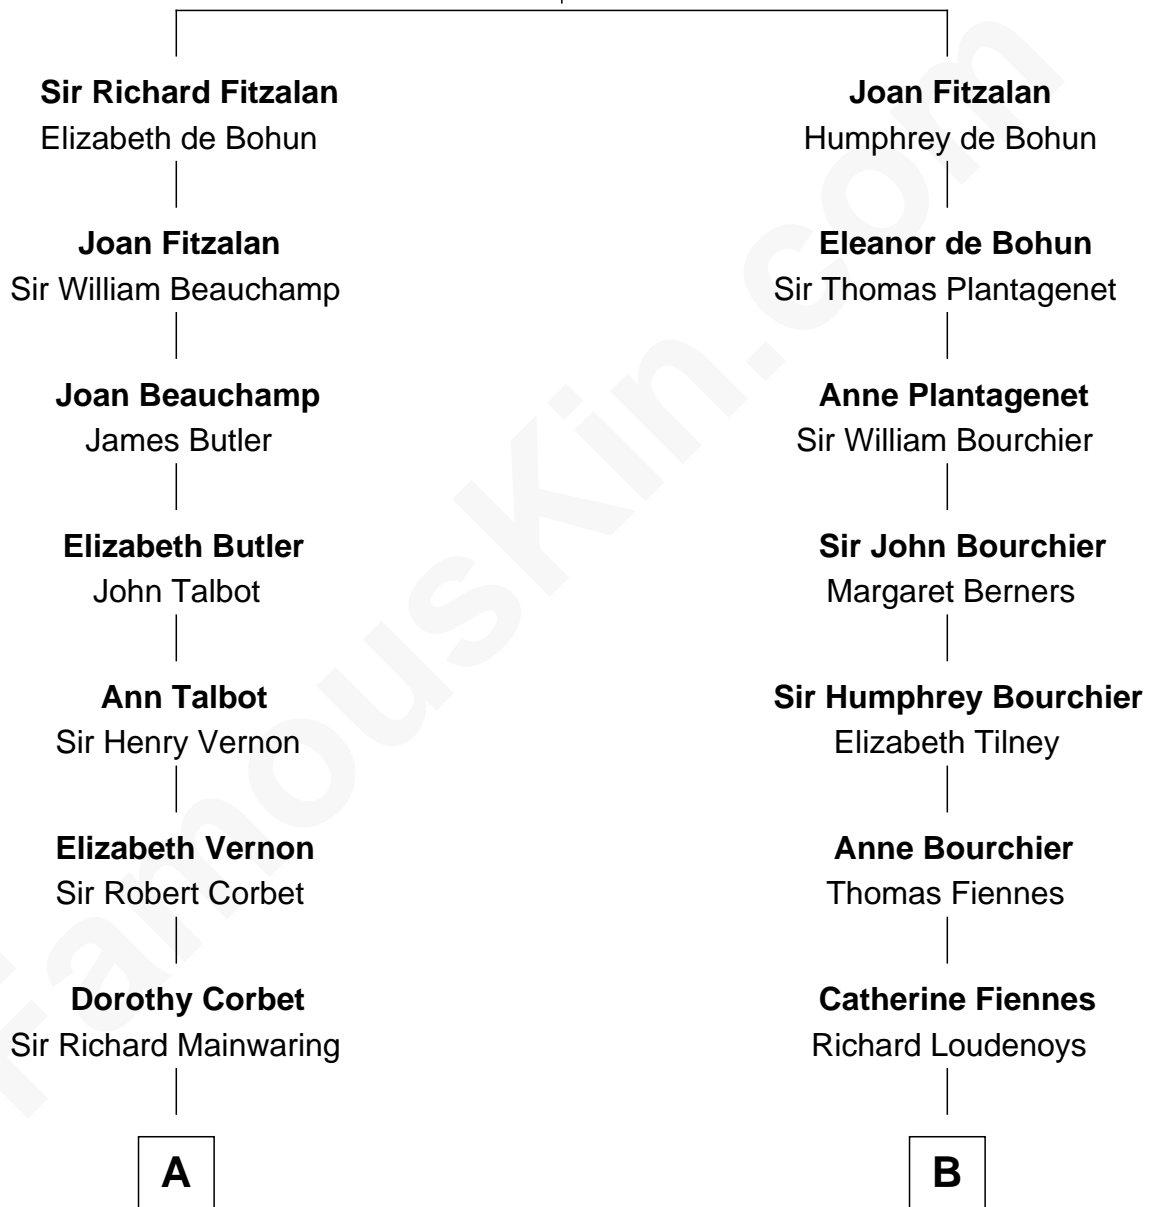 Sir Richard Fitzalan
Elizabeth de Bohun
Joan Fitzalan
Humphrey de Bohun
Joan Fitzalan
Sir William Beauchamp
Eleanor de Bohun
Sir Thomas Plantagenet
Joan Beauchamp
James Butler
Anne Plantagenet
Sir William Bourchier
Elizabeth Butler
John Talbot
Sir John Bourchier
Margaret Berners
Ann Talbot
Sir Henry Vernon
Sir Humphrey Bourchier
Elizabeth Tilney
Elizabeth Vernon
Sir Robert Corbet
Anne Bourchier
Thomas Fiennes
Dorothy Corbet
Sir Richard Mainwaring
Catherine Fiennes
Richard Loudenoys
A
B
FamousKin.com